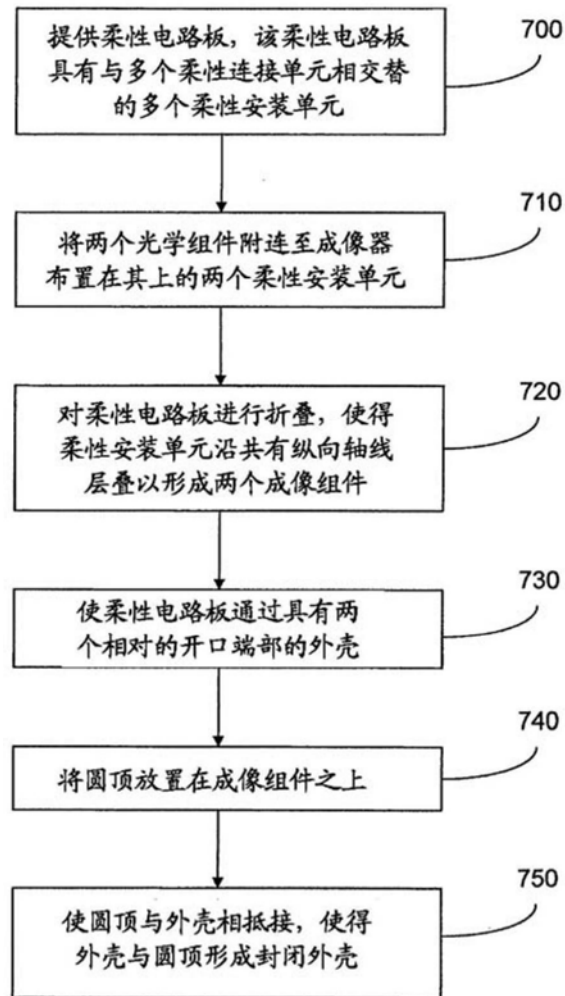 提供柔性电路板，该柔性电路板
具有与多个柔性连接单元相交替
的多个柔性安装单元
700
将两个光学组件附连至成像器
布置在其上的两个柔性安装单元
710
对柔性电路板进行折叠，使得
柔性安装单元沿共有纵向轴线
层叠以形成两个成像组件
720
使柔性电路板通过具有两
个相对的开口端部的外壳
730
将圆顶放置在成像组件之上
740
使圆顶与外壳相抵接，使得
外壳与圆顶形成封闭外壳
750